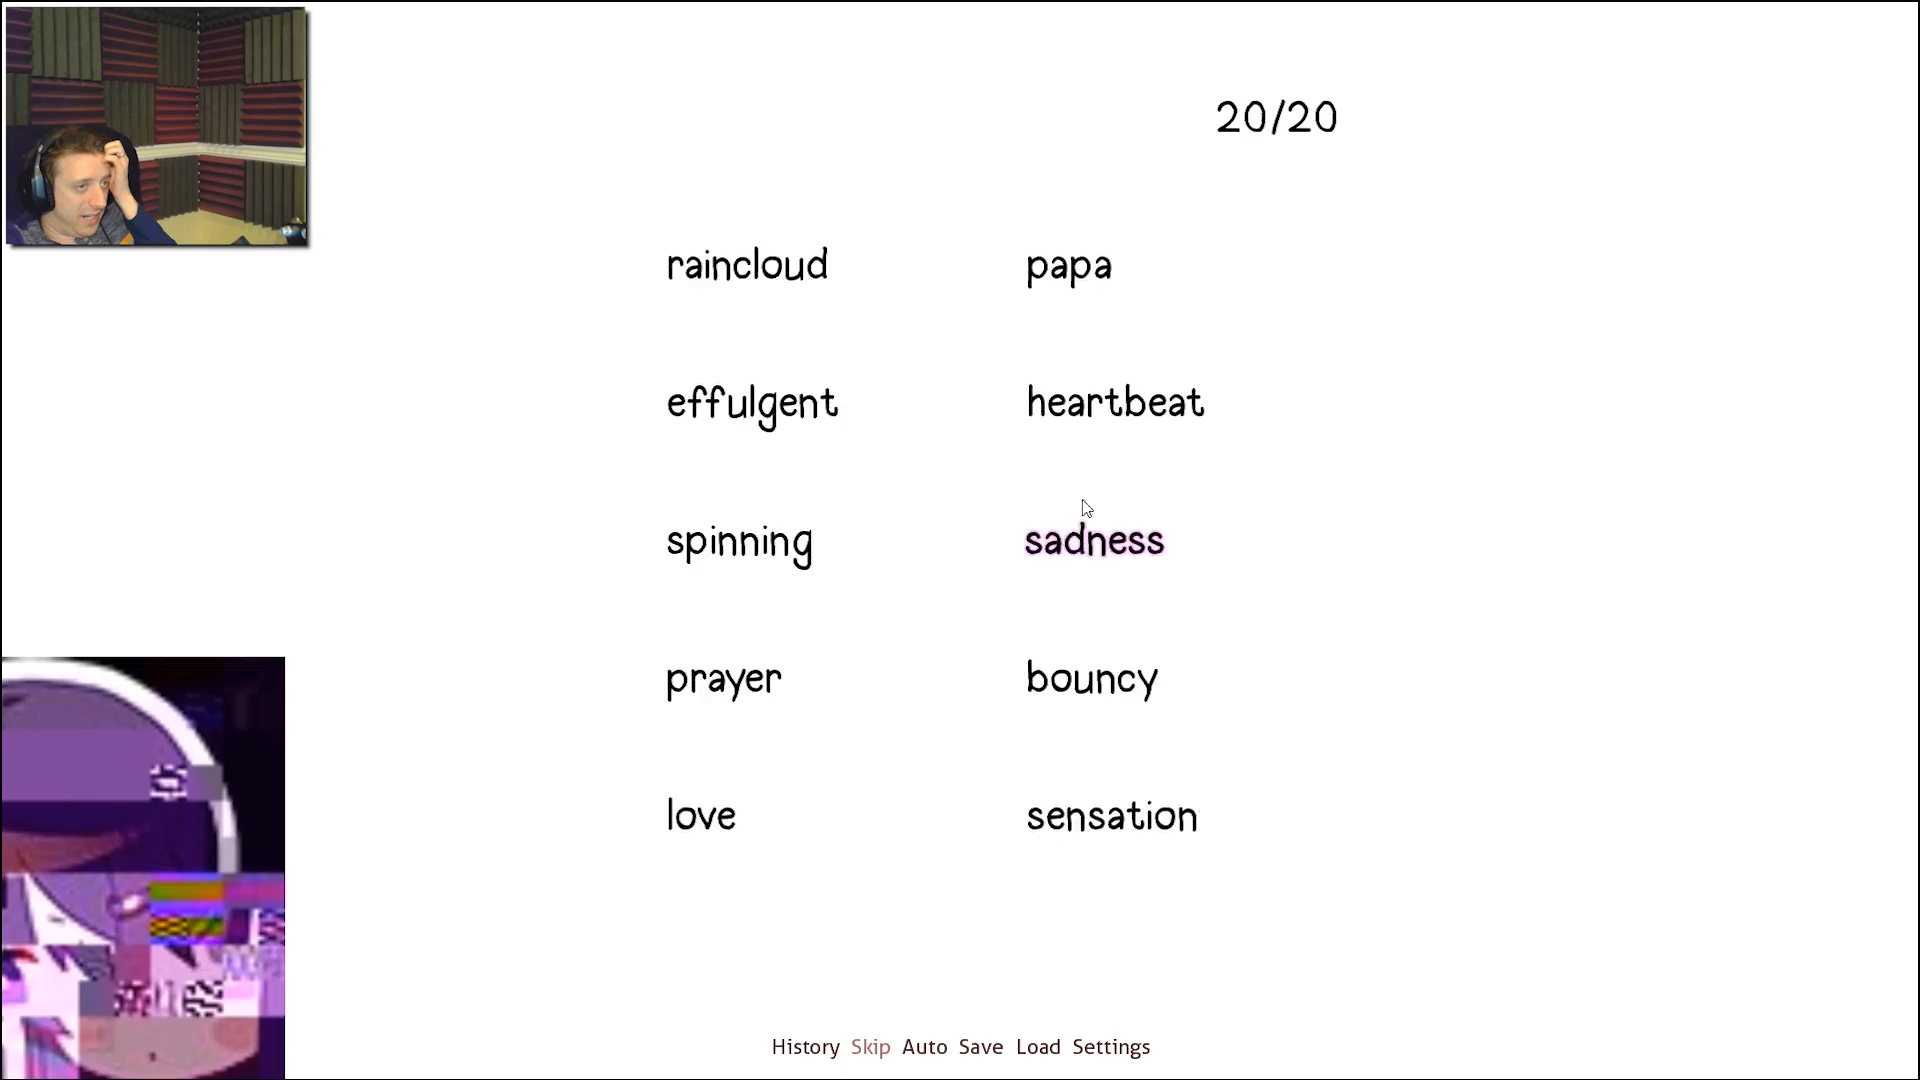 20/20
raincloud papa
effulgent heartbeat
spinning sadness
prayer bouncy
love sensation
History Skip Auto Save Load Settings